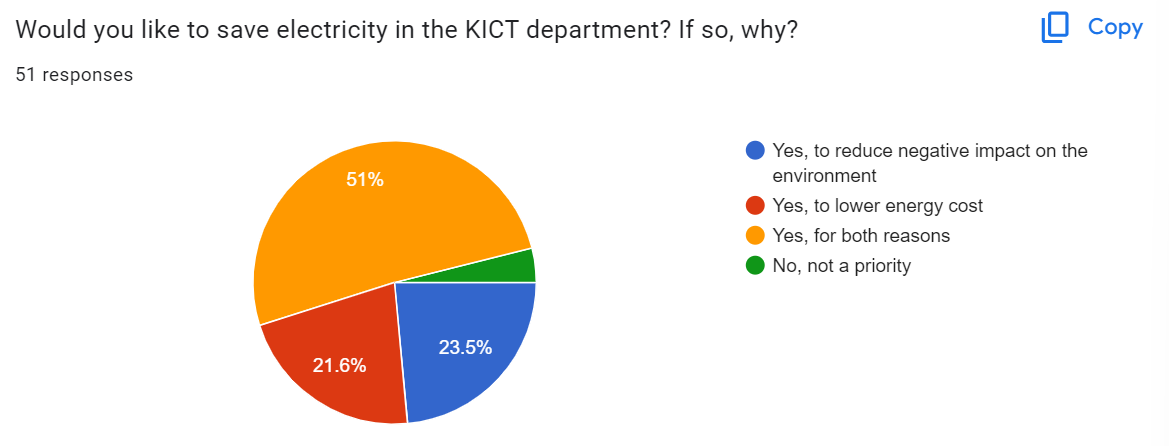 Would you like to save electricity in the KICT department? If so, why?
Copy
51 responses
51%
23.5%
21.6%
Yes, to reduce negative impact on the
environment
Yes, to lower energy cost
Yes, for both reasons
No, not a priority